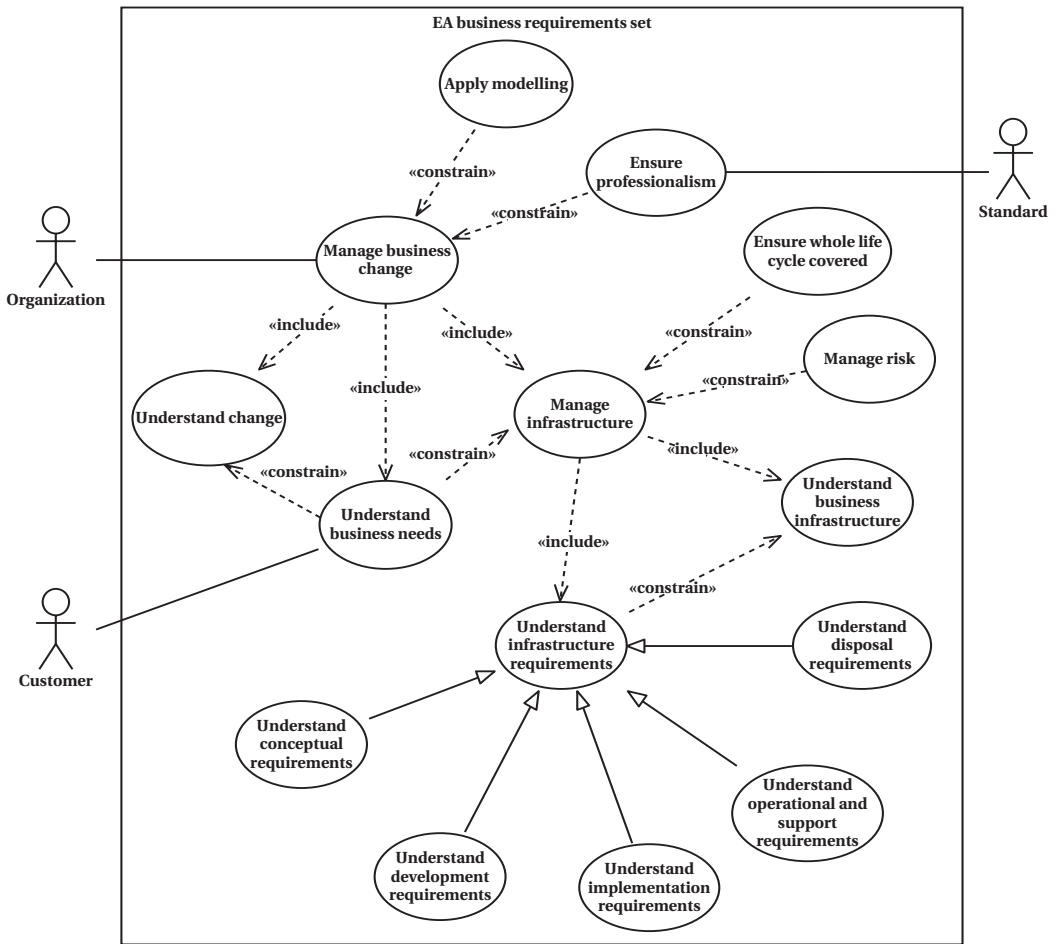 EA business requirements set
Apply modelling
«constrain»
Ensure
professionalism
Standard
«constrain»
Manage business
change
Organization
Ensure whole life
cycle covered
«include»
«include»
«constrain»
Manage risk
«constrain»
«include»
Understand change
Manage
infrastructure
«constrain»
«constrain»
«include»
Understand
business needs
Understand
business
infrastructure
«include»
«constrain»
Understand
infrastructure
requirements
Understand
disposal
requirements
Customer
Understand
conceptual
requirements
Understand
operational and
support
requirements
Understand
development
requirements
Understand
implementation
requirements